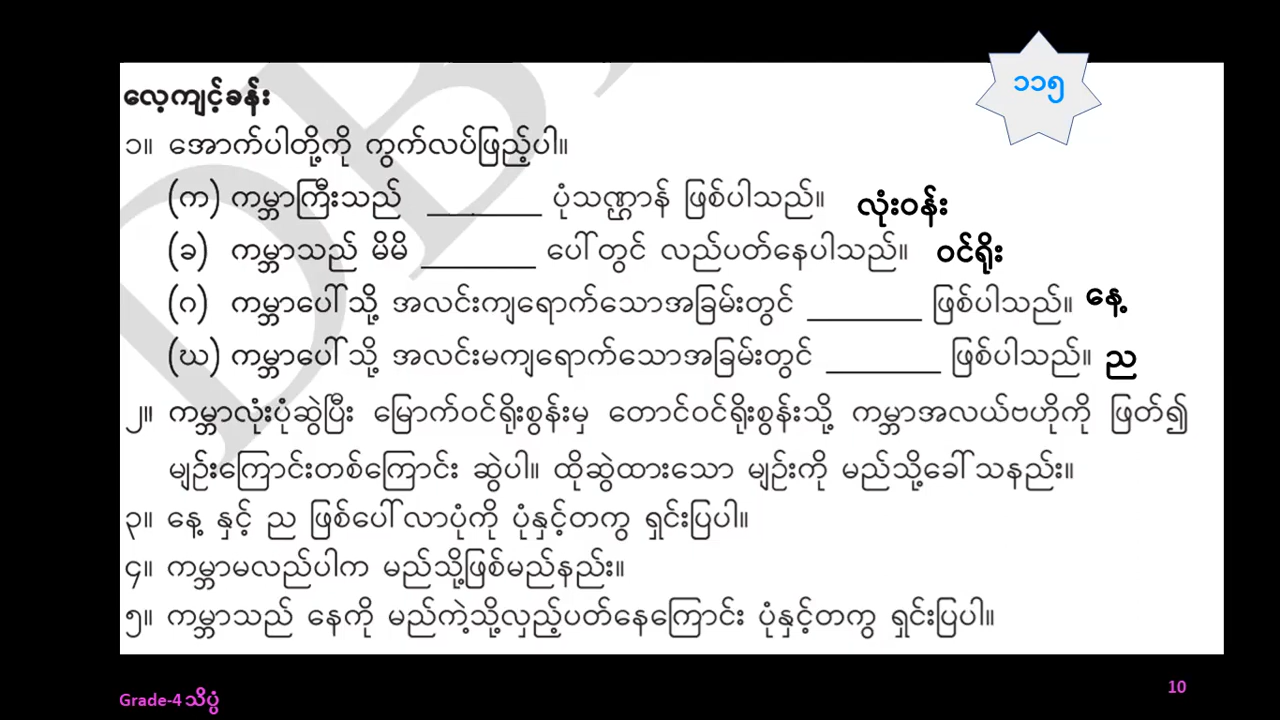 ၁၁၅
လေ့ကျင့်ခန်း
၁။ အောက်ပါတို့ကို ကွက်လပ်ဖြည့်ပါ။
(က) ကမ္ဘာကြီးသည် ________ ပုံသဏ္ဌာန် ဖြစ်ပါသည်။ လုံးဝန်း
(ခ) ကမ္ဘာသည် မိမိ ________ ပေါ်တွင် လည်ပတ်နေပါသည်။ ဝင်ရိုး
(ဂ) ကမ္ဘာပေါ်သို့ အလင်းကျရောက်သောအခြမ်းတွင် ________ ဖြစ်ပါသည်။ နေ့
(ဃ) ကမ္ဘာပေါ်သို့ အလင်းမကျရောက်သောအခြမ်းတွင် ________ ဖြစ်ပါသည်။ ည
၂။ ကမ္ဘာလုံးပုံဆွဲပြီး မြောက်ဝင်ရိုးစွန်းမှ တောင်ဝင်ရိုးစွန်းသို့ ကမ္ဘာအလယ်ဗဟိုကို ဖြတ်၍
မျဉ်းကြောင်းတစ်ကြောင်း ဆွဲပါ။ ထိုဆွဲထားသော မျဉ်းကို မည်သို့ခေါ်သနည်း။
၃။ နေ့ နှင့် ည ဖြစ်ပေါ်လာပုံကို ပုံနှင့်တကွ ရှင်းပြပါ။
၄။ ကမ္ဘာမလည်ပါက မည်သို့ဖြစ်မည်နည်း။
၅။ ကမ္ဘာသည် နေကို မည်ကဲ့သို့လှည့်ပတ်နေကြောင်း ပုံနှင့်တကွ ရှင်းပြပါ။
Grade-4 သိပ္ပံ
10